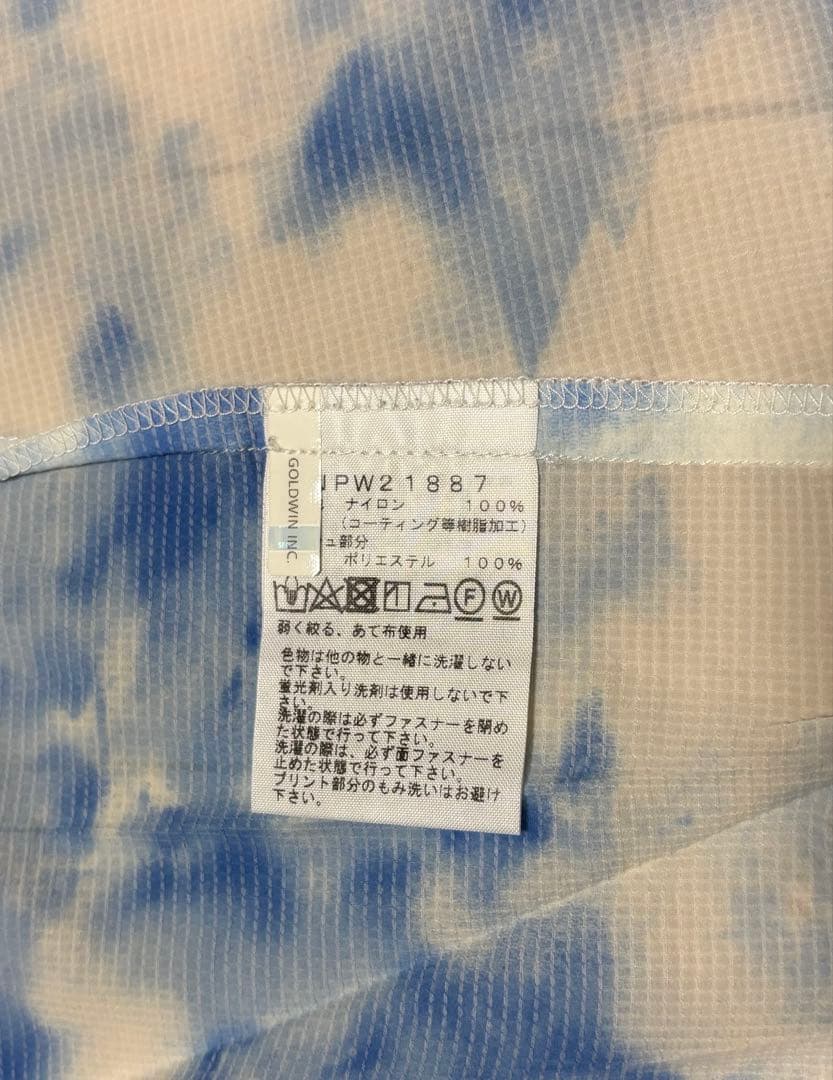 GOLDWIN INC.
NPW21887
ナイロン 100%
(コーティング等樹脂加工)
ュ部分
ポリエステル 100%
F W
弱く絞る、あて布使用
色物は他の物と一緒に洗濯しない
で下さい。
蛍光剤入り洗剤は使用しないで下
さい。
洗濯の際は必ずファスナーを閉め
た状態で行って下さい。
洗濯の際は、必ず面ファスナーを
止めた状態で行って下さい。
プリント部分のもみ洗いはお避け
下さい。